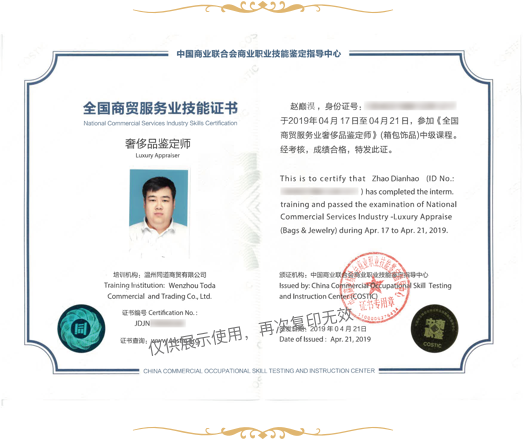 中国商业联合会商业职业技能鉴定指导中心
全国商贸服务业技能证书
National Commercial Services Industry Skills Certification
奢侈品鉴定师
Luxury Appraiser
培训机构：温州同道商贸有限公司
Training Institution: Wenzhou Toda
Commercial and Trading Co., Ltd.
证书编号 Certification No.:
JDJN
证书查询：
同
赵殿，身份证号：
于2019年04月17日至04月21日，参加《全国
商贸服务业奢侈品鉴定师》(箱包饰品)中级课程。
经考核，成绩合格，特发此证。
This is to certify that Zhao Dianhao (ID No.:
) has completed the interm.
training and passed the examination of National
Commercial Services Industry -Luxury Appraise
(Bags & Jewelry) during Apr. 17 to Apr. 21, 2019.
颁证机构：中国商业联合会商业职业技能鉴定指导中心
Issued by: China Commercial Occupational Skill Testing
and Instruction Center (COSTIC)
证书专用章
2019年04月21日
Date of Issued : Apr. 21, 2019
COSTIC
仅供展示使用，再次复印无效
CHINA COMMERCIAL OCCUPATIONAL SKILL TESTING AND INSTRUCTION CENTER